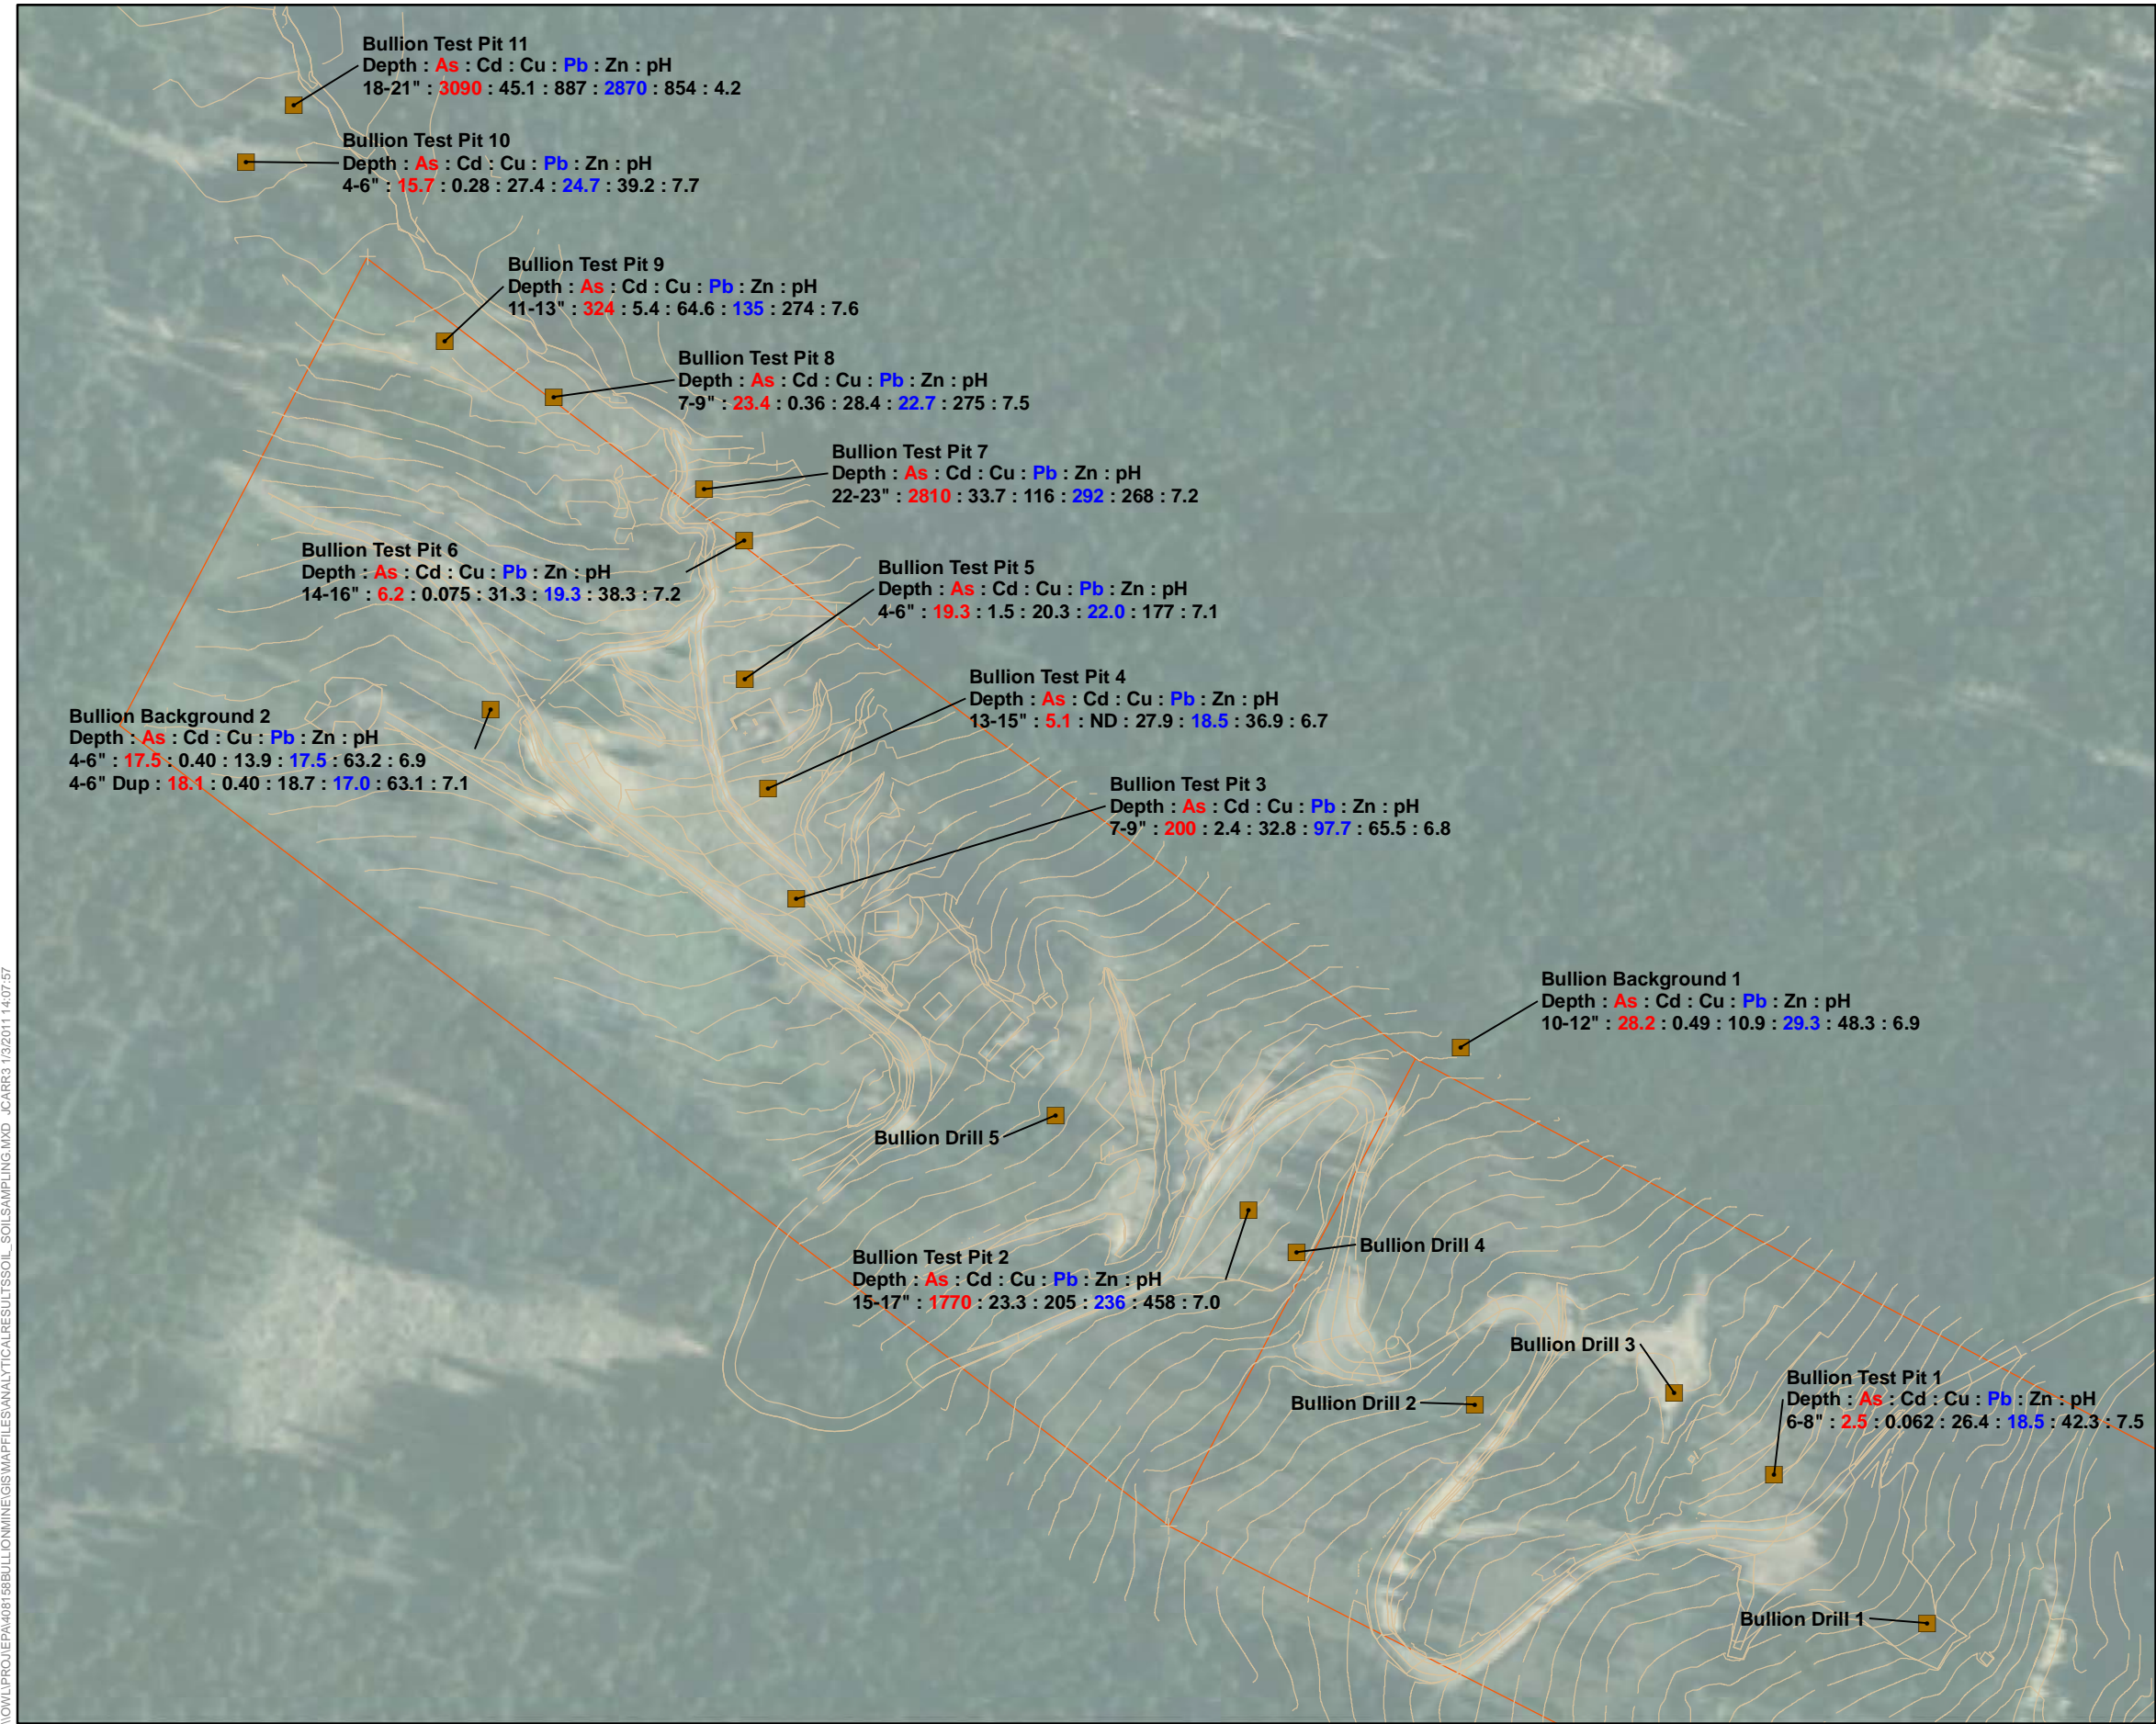 Bullion Test Pit 11
Depth : As : Cd : Cu : Pb : Zn : pH
18-21" : 3090 : 45.1 : 887 : 2870 : 854 : 4.2
Bullion Test Pit 10
Depth : As : Cd : Cu : Pb : Zn : pH
4-6" : 15.7 : 0.28 : 27.4 : 24.7 : 39.2 : 7.7
Bullion Test Pit 9
Depth : As : Cd : Cu : Pb : Zn : pH
11-13" : 324 : 5.4 : 64.6 : 135 : 274 : 7.6
Bullion Test Pit 8
Depth : As : Cd : Cu : Pb : Zn : pH
7-9" : 23.4 : 0.36 : 28.4 : 22.7 : 275 : 7.5
Bullion Test Pit 7
Depth : As : Cd : Cu : Pb : Zn : pH
22-23" : 2810 : 33.7 : 116 : 292 : 268 : 7.2
Bullion Test Pit 6
Depth : As : Cd : Cu : Pb : Zn : pH
14-16" : 6.2 : 0.075 : 31.3 : 19.3 : 38.3 : 7.2
Bullion Test Pit 5
Depth : As : Cd : Cu : Pb : Zn : pH
4-6" : 19.3 : 1.5 : 20.3 : 22.0 : 177 : 7.1
Bullion Test Pit 4
Depth : As : Cd : Cu : Pb : Zn : pH
13-15" : 5.1 : ND : 27.9 : 18.5 : 36.9 : 6.7
Bullion Background 2
Depth : As : Cd : Cu : Pb : Zn : pH
4-6" : 17.5 : 0.40 : 13.9 : 17.5 : 63.2 : 6.9
4-6" Dup : 18.1 : 0.40 : 18.7 : 17.0 : 63.1 : 7.1
Bullion Test Pit 3
Depth : As : Cd : Cu : Pb : Zn : pH
7-9" : 200 : 2.4 : 32.8 : 97.7 : 65.5 : 6.8
Bullion Background 1
Depth : As : Cd : Cu : Pb : Zn : pH
10-12" : 28.2 : 0.49 : 10.9 : 29.3 : 48.3 : 6.9
Bullion Drill 5
Bullion Drill 4
Bullion Test Pit 2
Depth : As : Cd : Cu : Pb : Zn : pH
15-17" : 1770 : 23.3 : 205 : 236 : 458 : 7.0
Bullion Drill 3
Bullion Drill 2
Bullion Test Pit 1
Depth : As : Cd : Cu : Pb : Zn : pH
6-8" : 2.5 : 0.062 : 26.4 : 18.5 : 42.3 : 7.5
Bullion Drill 1
\\OWL\PROJ\EPA\408158BULLIONMINE\GIS\MAPFILES\ANALYTICALRESULTSSOIL_SOILSAMPLING.MXD JCARR3 1/3/2011 14:07:57